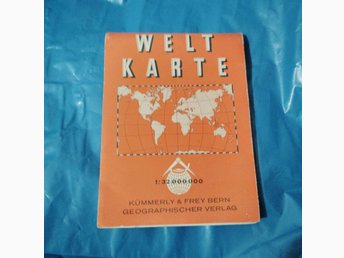 WELT
KARTE
1:32 000 000
KÜMMERLY & FREY BERN
GEOGRAPHISCHER VERLAG